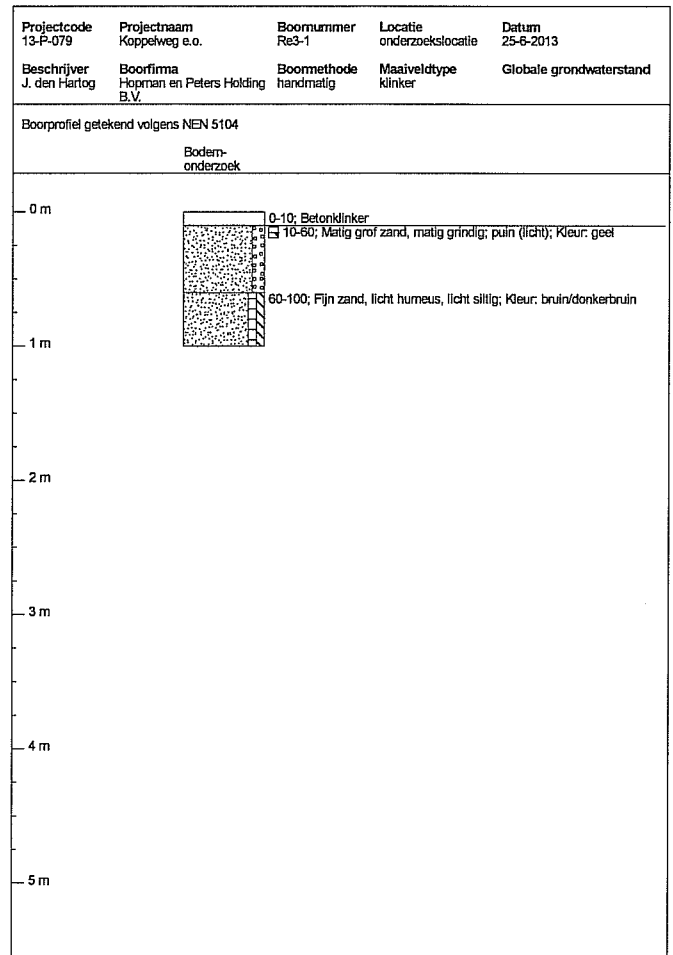 Projectcode Projectnaam Boornummer Locatie Datum
13-P-079 Koppelweg e.o. Re3-1 onderzoekslocatie 25-6-2013
Beschrijver Boorfirma Boormethode Maaiveldtype Globale grondwaterstand
J. den Hartog Hopman en Peters Holding B.V. handmatig klinker
Boorprofiel getekend volgens NEN 5104
Bodem-
onderzoek
0 m
0-10; Betonklinker
10-60; Matig grof zand, matig grindig; puin (licht); Kleur: geel
60-100; Fijn zand, licht humeus, licht siltig; Kleur: bruin/donkerbruin
1 m
2 m
3 m
4 m
5 m